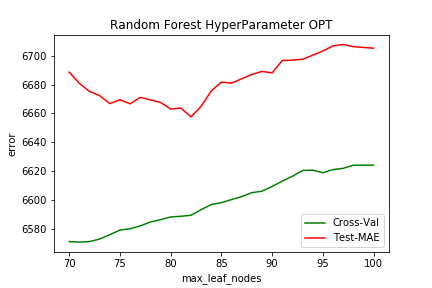 Random Forest HyperParameter OPT
error
6700
6680
6660
6640
6620
6600
6580
70 75 80 85 90 95 100
max_leaf_nodes
Cross-Val
Test-MAE